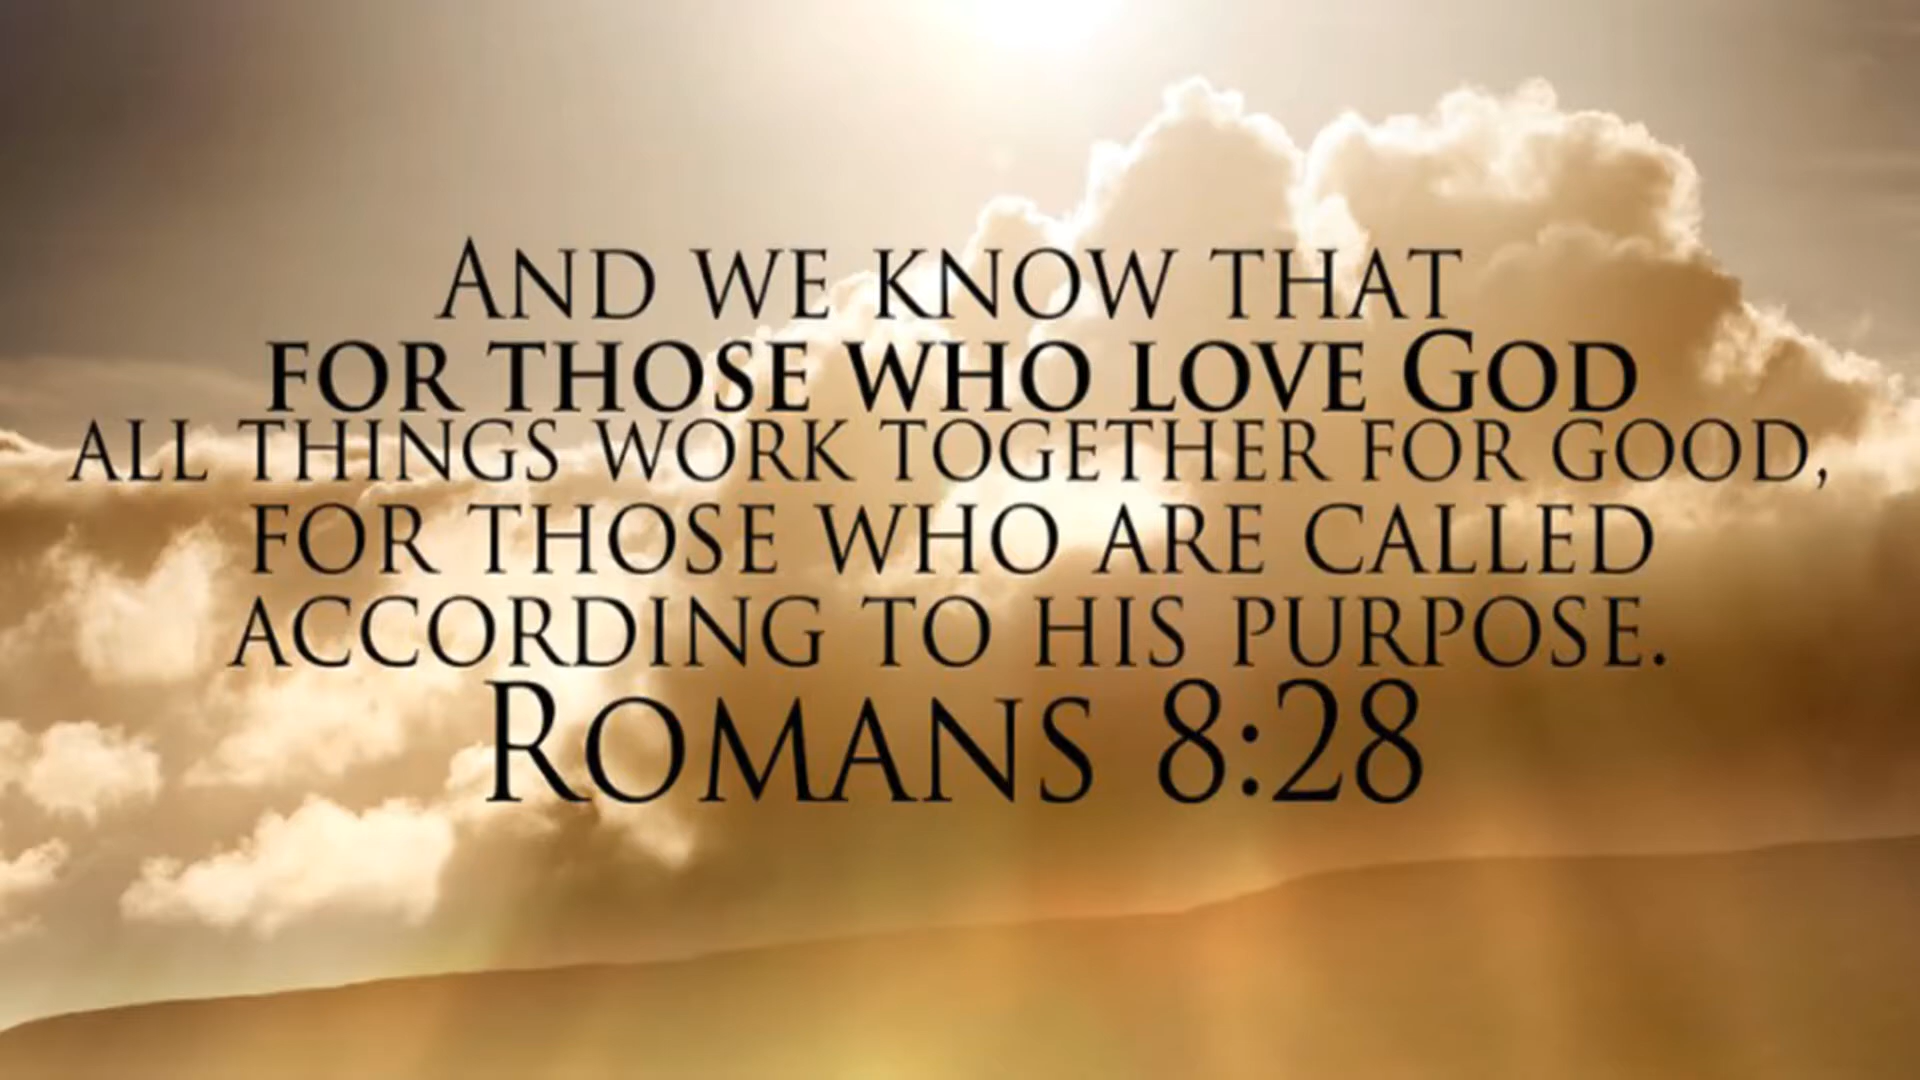 And we know that
for those who love God
all things work together for good,
for those who are called
according to his purpose.
Romans 8:28